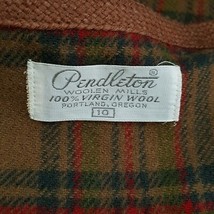 Pendleton®
WOOLEN MILLS
100% VIRGIN WOOL
PORTLAND, OREGON
10